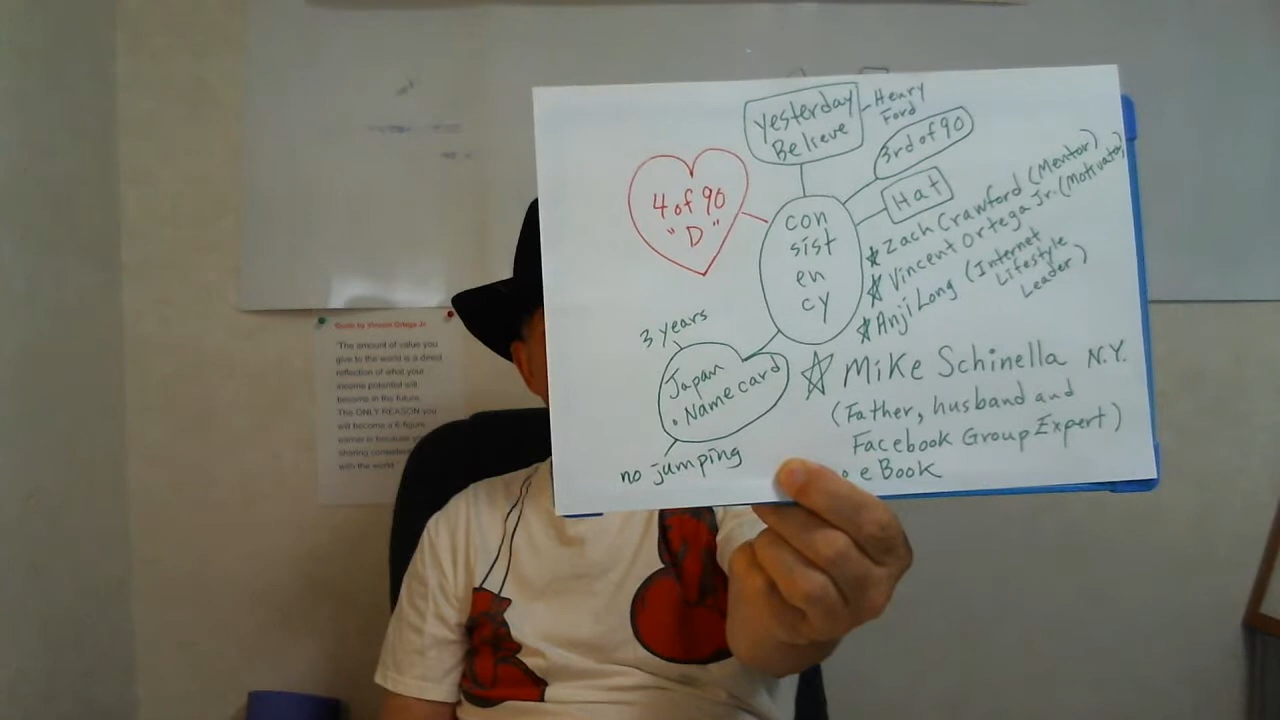 yesterday
Believe
Henry
Ford
3rd of 90
Hat
4 of 90
"D"
con
sist
en
cy
★ Zach Crawford (Mentor)
★ Vincent Ortega Jr. (Motivator)
★ Anji Long (Internet
Lifestyle
Leader)
3 years
Japan
• Name card
no jumping
★ Mike Schinella N.Y.
(Father, husband and
Facebook Group Expert)
• eBook
Quote by Vincent Ortega Jr
"The amount of value you
give to the world is a direct
reflection of what your
income potential will
become in the future.
The ONLY REASON you
will become a 6-figure
earner is because you
sharing
with the world"